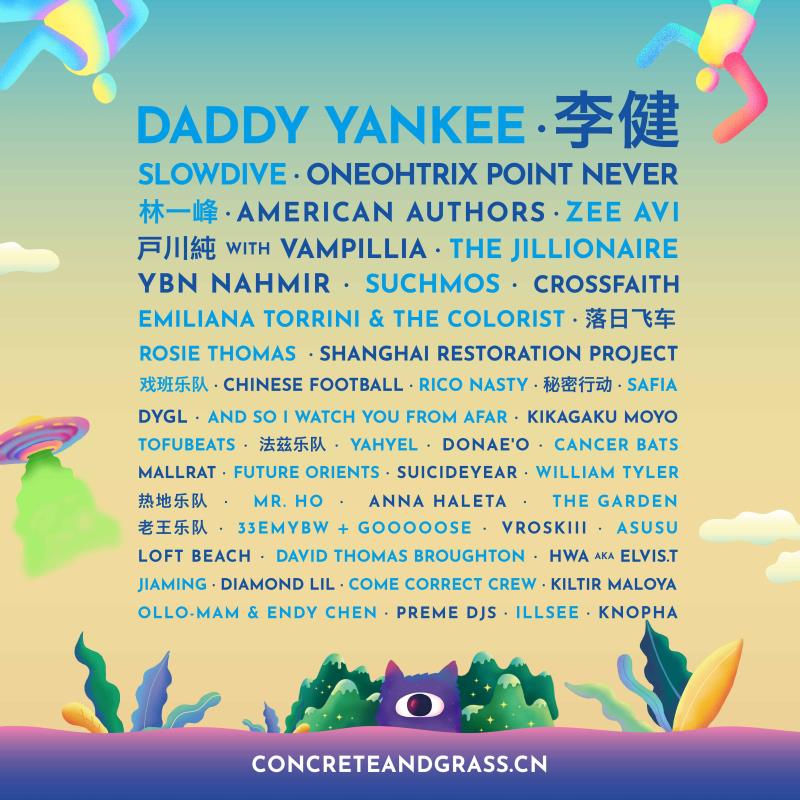 DADDY YANKEE · 李健
SLOWDIVE · ONEOHTRIX POINT NEVER
林一峰 · AMERICAN AUTHORS · ZEE AVI
戸川純 WITH VAMPILLIA · THE JILLIONAIRE
YBN NAHMIR · SUCHMOS · CROSSFAITH
EMILIANA TORRINI & THE COLORIST · 落日飞车
ROSIE THOMAS · SHANGHAI RESTORATION PROJECT
戏班乐队 · CHINESE FOOTBALL · RICO NASTY · 秘密行动 · SAFIA
DYGL · AND SO I WATCH YOU FROM AFAR · KIKAGAKU MOYO
TOFUBEATS · 法兹乐队 · YAHYEL · DONAE'O · CANCER BATS
MALLRAT · FUTURE ORIENTS · SUICIDEYEAR · WILLIAM TYLER
热地乐队 · MR. HO · ANNA HALETA · THE GARDEN
老王乐队 · 33EMYBW + GOOOOOSE · VROSKIII · ASUSU
LOFT BEACH · DAVID THOMAS BROUGHTON · HWA AKA ELVIS.T
JIAMING · DIAMOND LIL · COME CORRECT CREW · KILTIR MALOYA
OLLO-MAM & ENDY CHEN · PREME DJS · ILLSEE · KNOPHA
CONCRETEANDGRASS.CN